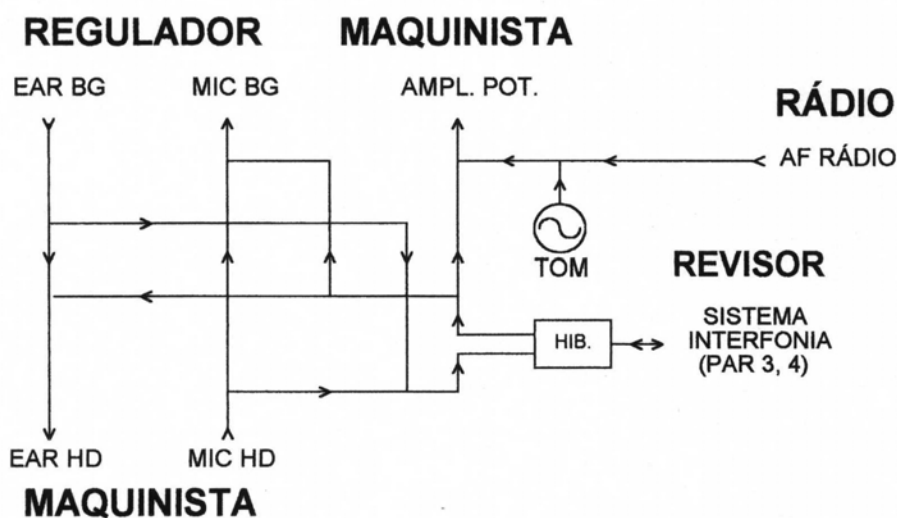 REGULADOR MAQUINISTA
EAR BG MIC BG AMPL. POT.
RÁDIO
AF RÁDIO
TOM
REVISOR
SISTEMA
INTERFONIA
(PAR 3, 4)
HIB.
EAR HD MIC HD
MAQUINISTA